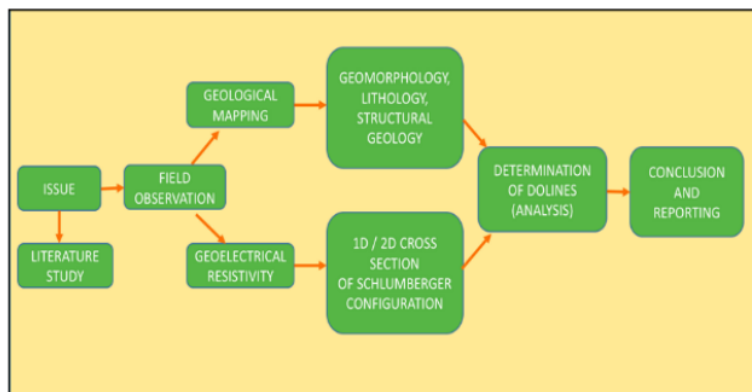 ISSUE
LITERATURE
STUDY
FIELD
OBSERVATION
GEOLOGICAL
MAPPING
GEOELECTRICAL
RESISTIVITY
GEOMORPHOLOGY,
LITHOLOGY,
STRUCTURAL
GEOLOGY
1D / 2D CROSS
SECTION
OF SCHLUMBERGER
CONFIGURATION
DETERMINATION
OF DOLINES
(ANALYSIS)
CONCLUSION
AND
REPORTING